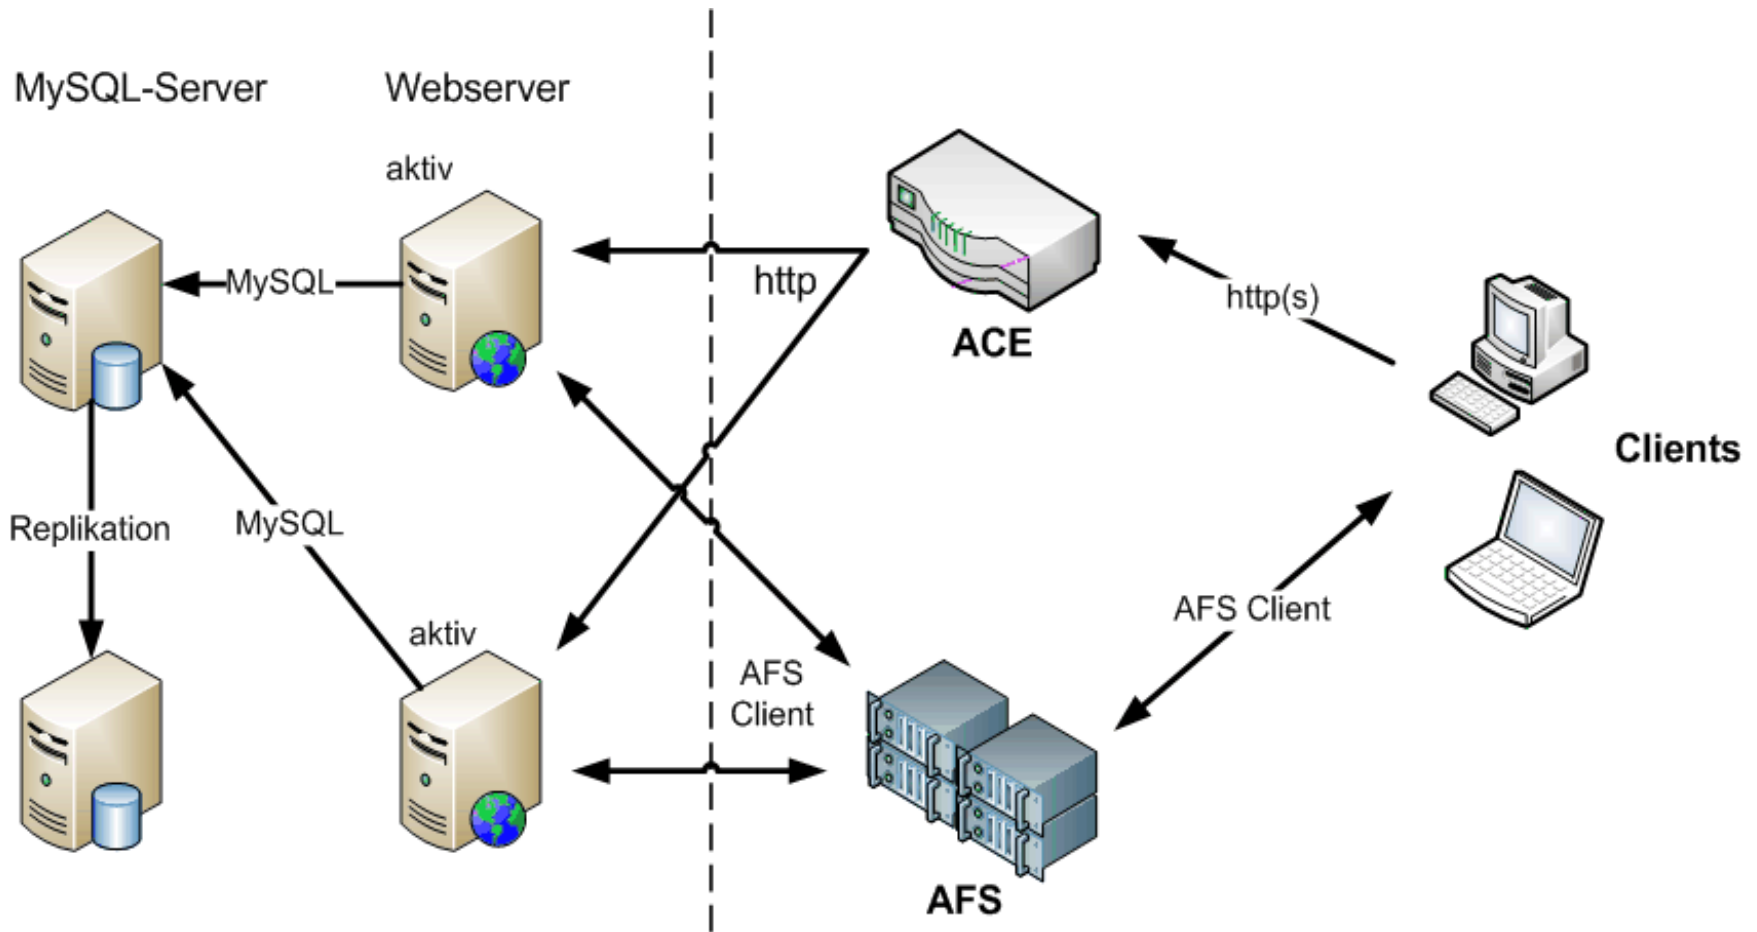 MySQL-Server
Webserver
aktiv
MySQL
http
ACE
http(s)
Clients
Replikation
MySQL
aktiv
AFS
Client
AFS Client
AFS